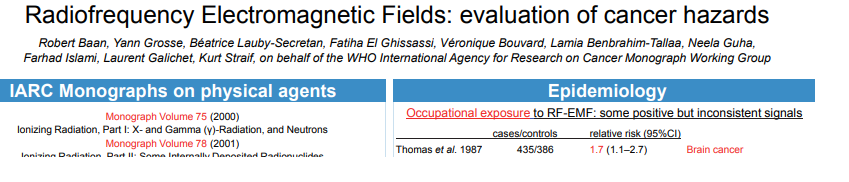 Radiofrequency Electromagnetic Fields: evaluation of cancer hazards
Robert Baan, Yann Grosse, Béatrice Lauby-Secretan, Fatiha El Ghissassi, Véronique Bouvard, Lamia Benbrahim-Tallaa, Neela Guha,
Farhad Islami, Laurent Galichet, Kurt Straif, on behalf of the WHO International Agency for Research on Cancer Monograph Working Group
IARC Monographs on physical agents
Monograph Volume 75 (2000)
Ionizing Radiation, Part I: X- and Gamma (γ)-Radiation, and Neutrons
Monograph Volume 78 (2001)
Ionizing Radiation, Part II: Some Internally Deposited Radionuclides
Epidemiology
Occupational exposure to RF-EMF: some positive but inconsistent signals
cases/controls relative risk (95%CI)
Thomas et al. 1987 435/386 1.7 (1.1–2.7) Brain cancer